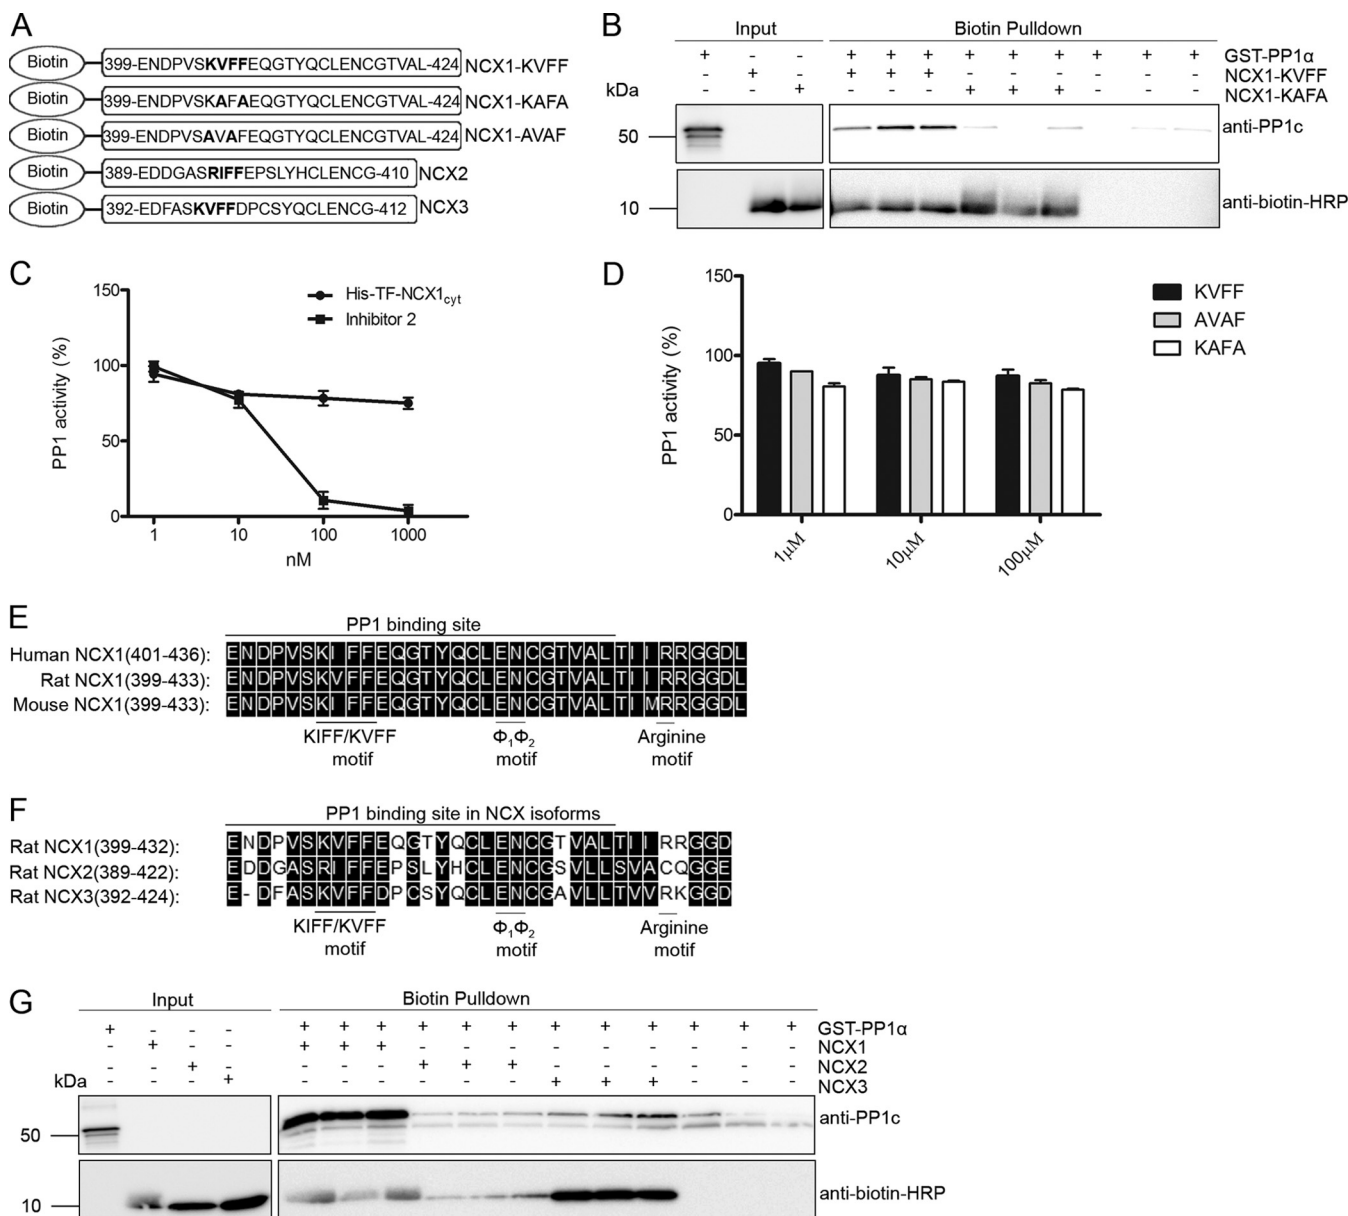 A
Biotin 399-ENDPVSKVFFEQGTYQCLENCGTVAL-424 NCX1-KVFF
Biotin 399-ENDPVSKAFAEQGTYQCLENCGTVAL-424 NCX1-KAFA
Biotin 399-ENDPVSAVAFEQGTYQCLENCGTVAL-424 NCX1-AVAF
Biotin 389-EDDGASRIFFEPSLYHCLENCG-410 NCX2
Biotin 392-EDFASKVFFDPCSYQCLENCG-412 NCX3
B
Input Biotin Pulldown
+ - - + + + + + + + + + GST-PP1α
- + - + + + - - - - - - NCX1-KVFF
- - + - - - + + + - - - NCX1-KAFA
kDa
50 anti-PP1c
10 anti-biotin-HRP
C
150
100
50
0
PP1 activity (%)
1 10 100 1000
nM
His-TF-NCX1cyt
Inhibitor 2
D
150
100
50
0
PP1 activity (%)
1μM 10μM 100μM
KVFF
AVAF
KAFA
E
PP1 binding site
Human NCX1(401-436): ENDPVSKIFFEQGTYQCLENCGTVALTIIRRGGDL
Rat NCX1(399-433): ENDPVSKVFFEQGTYQCLENCGTVALTIIRRGGDL
Mouse NCX1(399-433): ENDPVSKIFFEQGTYQCLENCGTVALTIMRRGGDL
KIFF/KVFF Φ1Φ2 Arginine
motif motif motif
F
PP1 binding site in NCX isoforms
Rat NCX1(399-432): ENDPVSKVFFEQGTYQCLENCGTVALTIIRRGGD
Rat NCX2(389-422): EDDGASRIFFEPSLYHCLENCGSVLLSVACQGGE
Rat NCX3(392-424): E-DFASKVFFDPCSYQCLENCGAVLLTVVRKGGD
KIFF/KVFF Φ1Φ2 Arginine
motif motif motif
G
Input Biotin Pulldown
+ - - - + + + + + + + + + + + + GST-PP1α
- + - - + + + - - - - - - - - - NCX1
- - + - - - - + + + - - - - - - NCX2
- - - + - - - - - - + + + - - - NCX3
kDa
50 anti-PP1c
10 anti-biotin-HRP